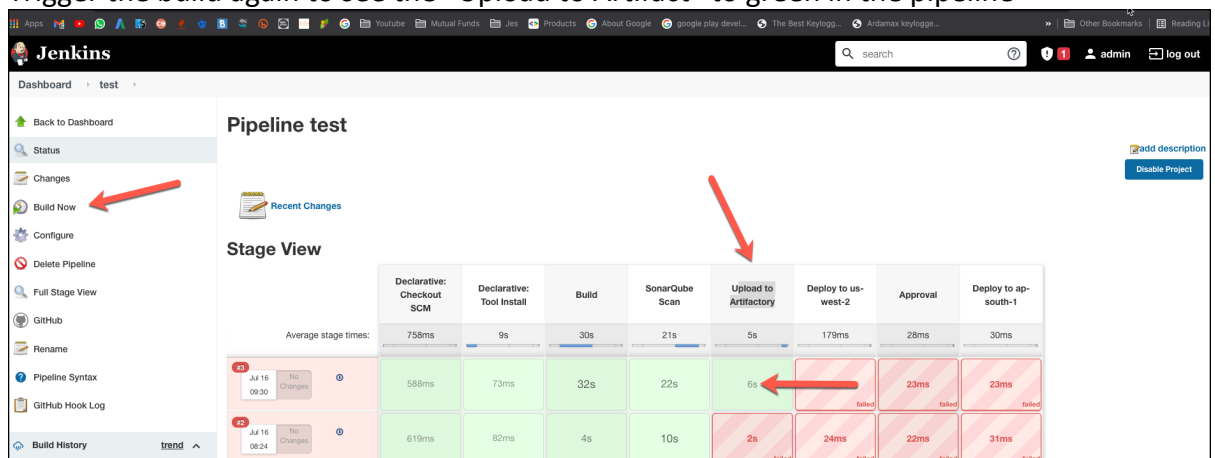 Trigger the build again to see the "Upload to Artifact" to green in the pipeline
Apps Youtube Mutual Funds Jes Products About Google google play devel... The Best Keylogg... Ardamax keylogge... » Other Bookmarks Reading Li
Jenkins search 1 admin log out
Dashboard test
Back to Dashboard
Status
Changes
Build Now
Configure
Delete Pipeline
Full Stage View
GitHub
Rename
Pipeline Syntax
GitHub Hook Log
Build History trend
Pipeline test
add description
Disable Project
Recent Changes
Stage View
Declarative: Checkout SCM
Declarative: Tool Install
Build
SonarQube Scan
Upload to Artifactory
Deploy to us-west-2
Approval
Deploy to ap-south-1
Average stage times: 758ms 9s 30s 21s 5s 179ms 28ms 30ms
#3
Jul 16 09:30 No Changes
588ms 73ms 32s 22s 6s 23ms 23ms
failed failed failed
#2
Jul 16 08:24 No Changes
619ms 82ms 4s 10s 2s 24ms 22ms 31ms
failed failed failed failed